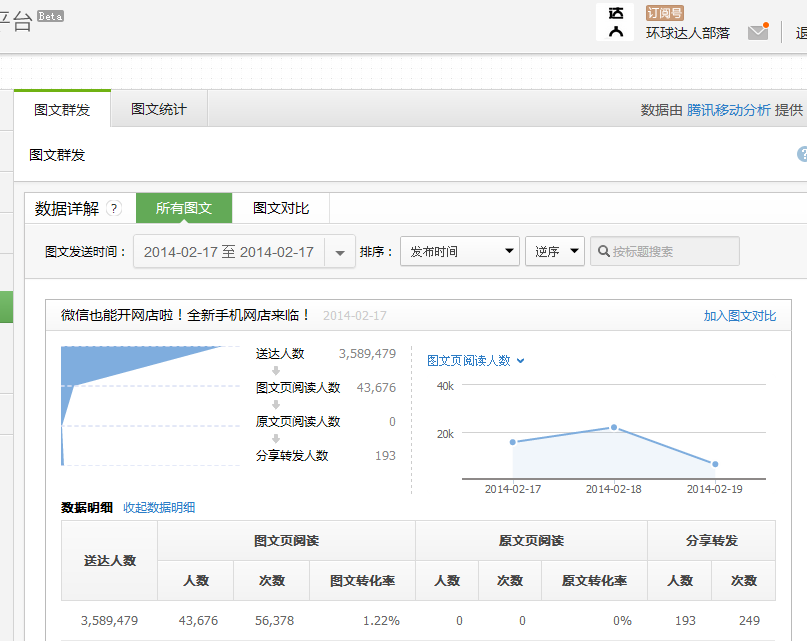 平台 Beta
达人
订阅号
环球达人部落
退
图文群发 图文统计 数据由 腾讯移动分析 提供
图文群发 ?
数据详解 ? 所有图文 图文对比
图文发送时间： 2014-02-17 至 2014-02-17 排序： 发布时间 逆序 按标题搜索
微信也能开网店啦！全新手机网店来临！ 2014-02-17 加入图文对比
送达人数 3,589,479
图文页阅读人数 43,676
原文页阅读人数 0
分享转发人数 193
图文页阅读人数
40k
20k
2014-02-17 2014-02-18 2014-02-19
数据明细 收起数据明细
送达人数 图文页阅读 原文页阅读 分享转发
人数 次数 图文转化率 人数 次数 原文转化率 人数 次数
3,589,479 43,676 56,378 1.22% 0 0 0% 193 249